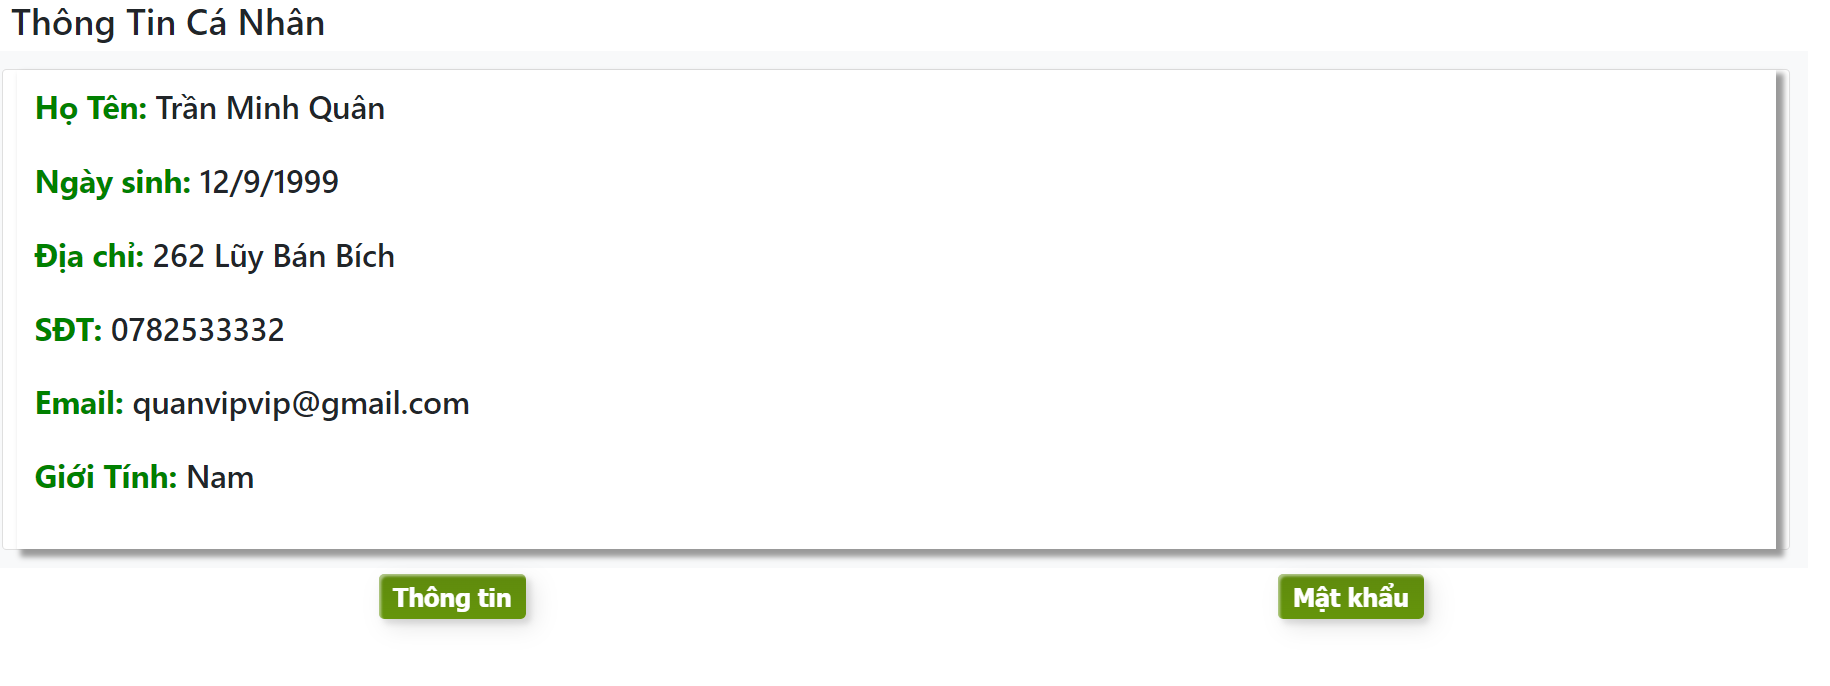 Thông Tin Cá Nhân
Họ Tên: Trần Minh Quân
Ngày sinh: 12/9/1999
Địa chỉ: 262 Lũy Bán Bích
SĐT: 0782533332
Email: quanvipvip@gmail.com
Giới Tính: Nam
Thông tin
Mật khẩu